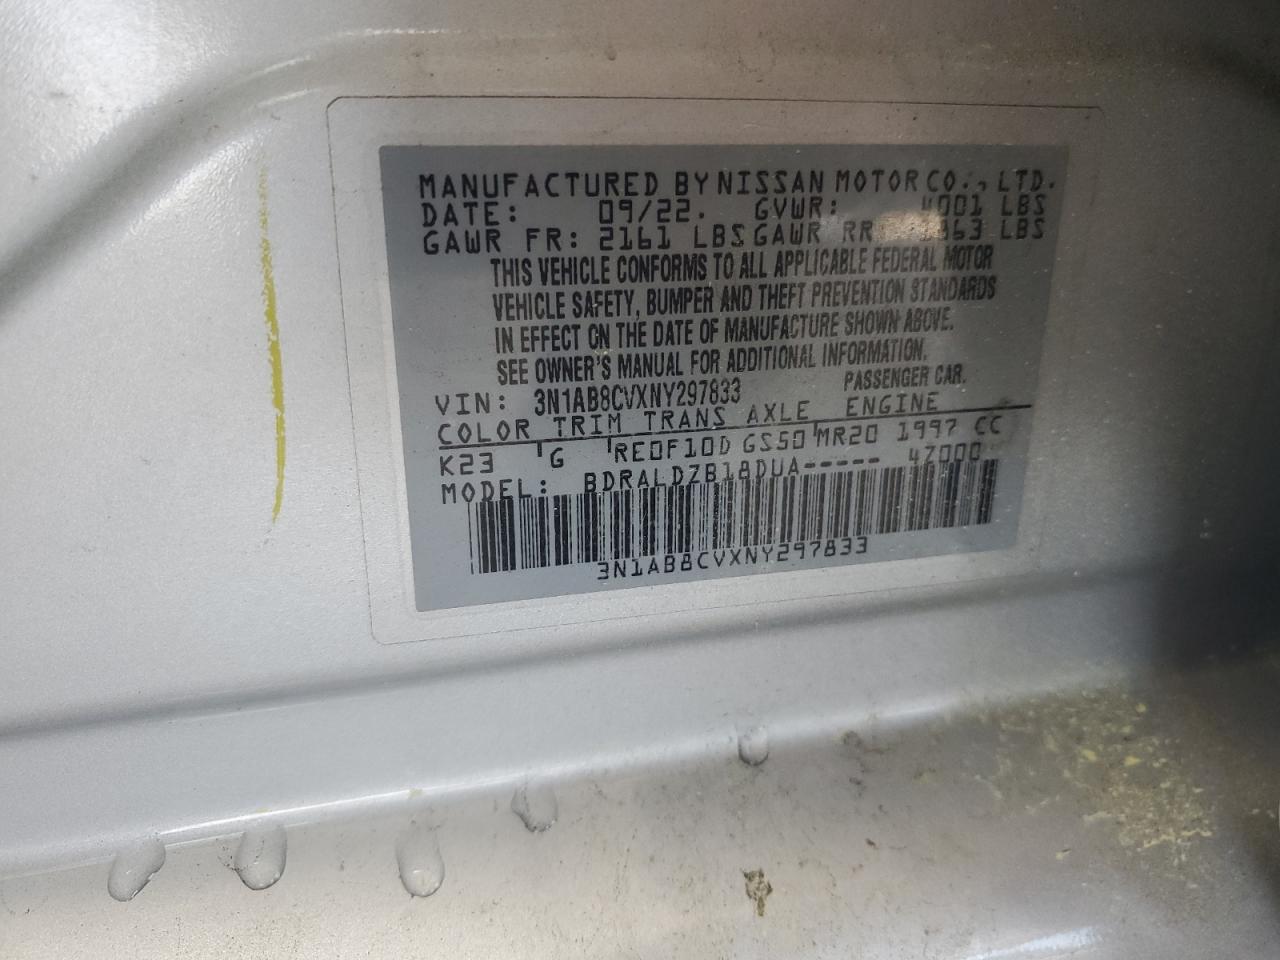 MANUFACTURED BY NISSAN MOTOR CO., LTD.
DATE: 09/22. GVWR: LBS
GAWR FR: 2161 LBS GAWR RR: LBS
THIS VEHICLE CONFORMS TO ALL APPLICABLE FEDERAL MOTOR
VEHICLE SAFETY, BUMPER AND THEFT PREVENTION STANDARDS
IN EFFECT ON THE DATE OF MANUFACTURE SHOWN ABOVE.
SEE OWNER'S MANUAL FOR ADDITIONAL INFORMATION.
VIN: 3N1AB8CVXNY297833 PASSENGER CAR.
COLOR TRIM TRANS AXLE ENGINE
K23 G RE0F10D GS50 MR20 1997 CC
MODEL: BDRALDZB18DUA----- 47000
3N1AB8CVXNY297833